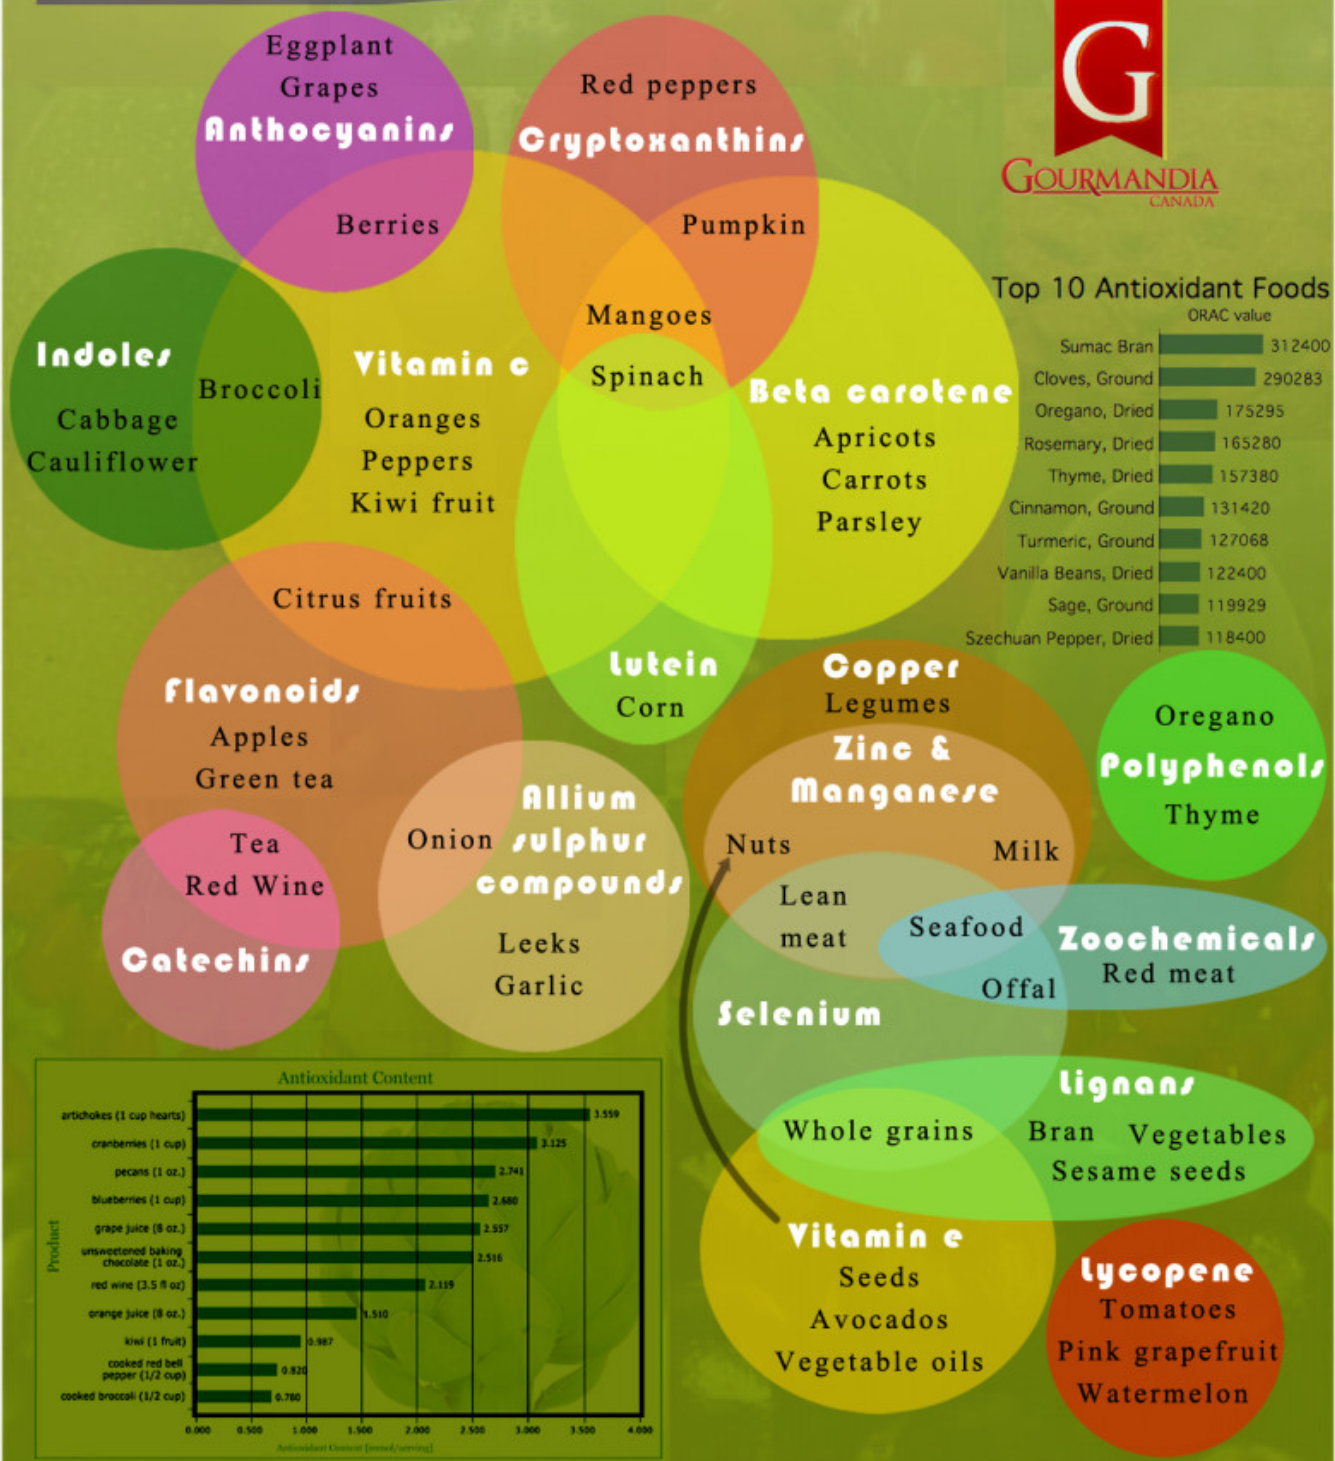 Eggplant
Grapes
Anthocyanins
Berries
Red peppers
Cryptoxanthins
Pumpkin
G
GOURMANDIA
CANADA
Mangoes
Spinach
Indoles
Broccoli
Cabbage
Cauliflower
Vitamin c
Oranges
Peppers
Kiwi fruit
Beta carotene
Apricots
Carrots
Parsley
Top 10 Antioxidant Foods
ORAC value
Sumac Bran 312400
Cloves, Ground 290283
Oregano, Dried 175295
Rosemary, Dried 165280
Thyme, Dried 157380
Cinnamon, Ground 131420
Turmeric, Ground 127068
Vanilla Beans, Dried 122400
Sage, Ground 119929
Szechuan Pepper, Dried 118400
Citrus fruits
Flavonoids
Apples
Green tea
Lutein
Corn
Copper
Legumes
Zinc &
Manganese
Nuts
Milk
Oregano
Polyphenols
Thyme
Tea
Red Wine
Catechins
Onion
Allium
sulphur
compounds
Leeks
Garlic
Lean
meat
Seafood
Offal
Zoochemicals
Red meat
Selenium
Lignans
Whole grains
Bran Vegetables
Sesame seeds
Vitamin e
Seeds
Avocados
Vegetable oils
Lycopene
Tomatoes
Pink grapefruit
Watermelon
Antioxidant Content
Product
artichokes (1 cup hearts) 3.559
cranberries (1 cup) 3.125
pecans (1 oz.) 2.741
blueberries (1 cup) 2.680
grape juice (8 oz.) 2.557
unsweetened baking
chocolate (1 oz.) 2.516
red wine (3.5 fl oz) 2.119
orange juice (8 oz.) 1.510
kiwi (1 fruit) 0.987
cooked red bell
pepper (1/2 cup) 0.820
cooked broccoli (1/2 cup) 0.780
0.000 0.500 1.000 1.500 2.000 2.500 3.000 3.500 4.000
Antioxidant Content [mmol/serving]